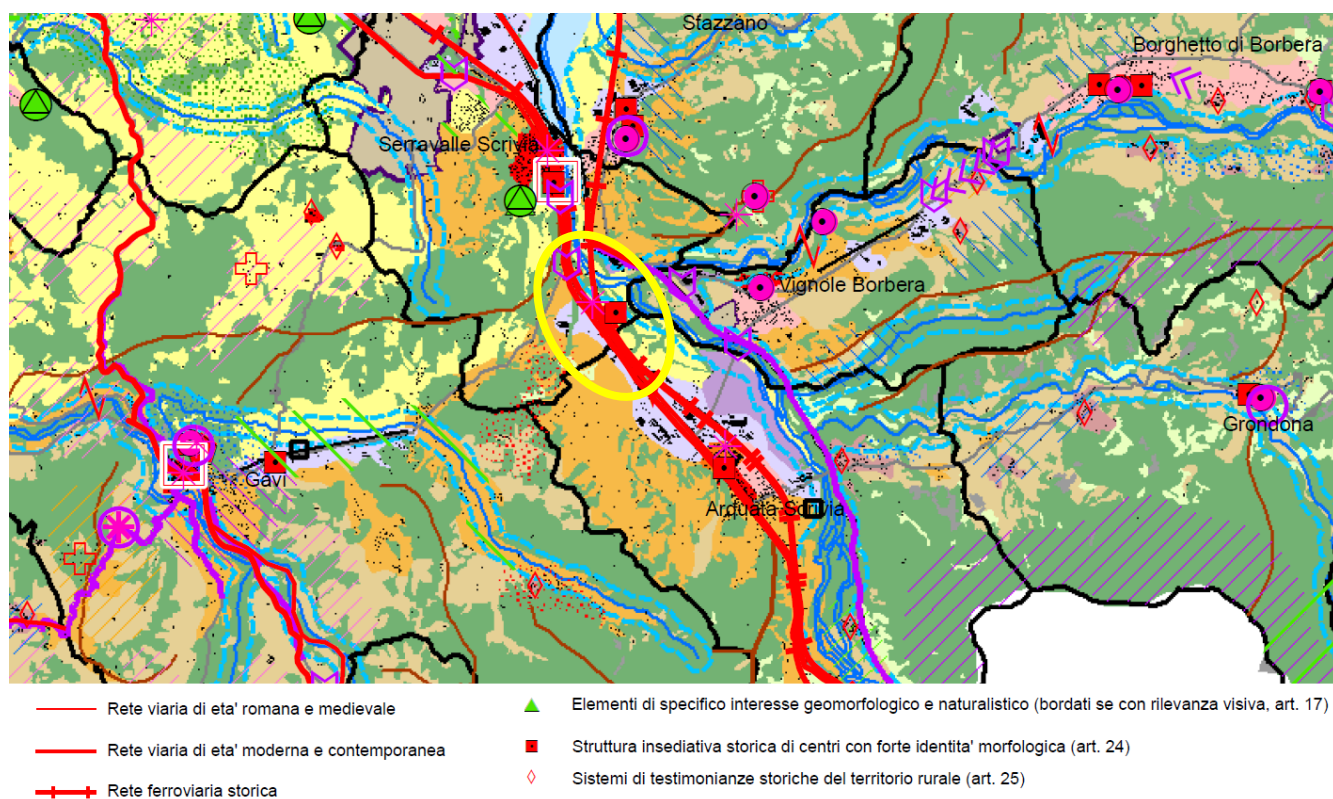 Stazzano
Borghetto di Borbera
Serravalle Scrivia
Vignole Borbera
Grondona
Gavi
Arquata Scrivia
Rete viaria di eta' romana e medievale
Elementi di specifico interesse geomorfologico e naturalistico (bordati se con rilevanza visiva, art. 17)
Rete viaria di eta' moderna e contemporanea
Struttura insediativa storica di centri con forte identita' morfologica (art. 24)
Sistemi di testimonianze storiche del territorio rurale (art. 25)
Rete ferroviaria storica